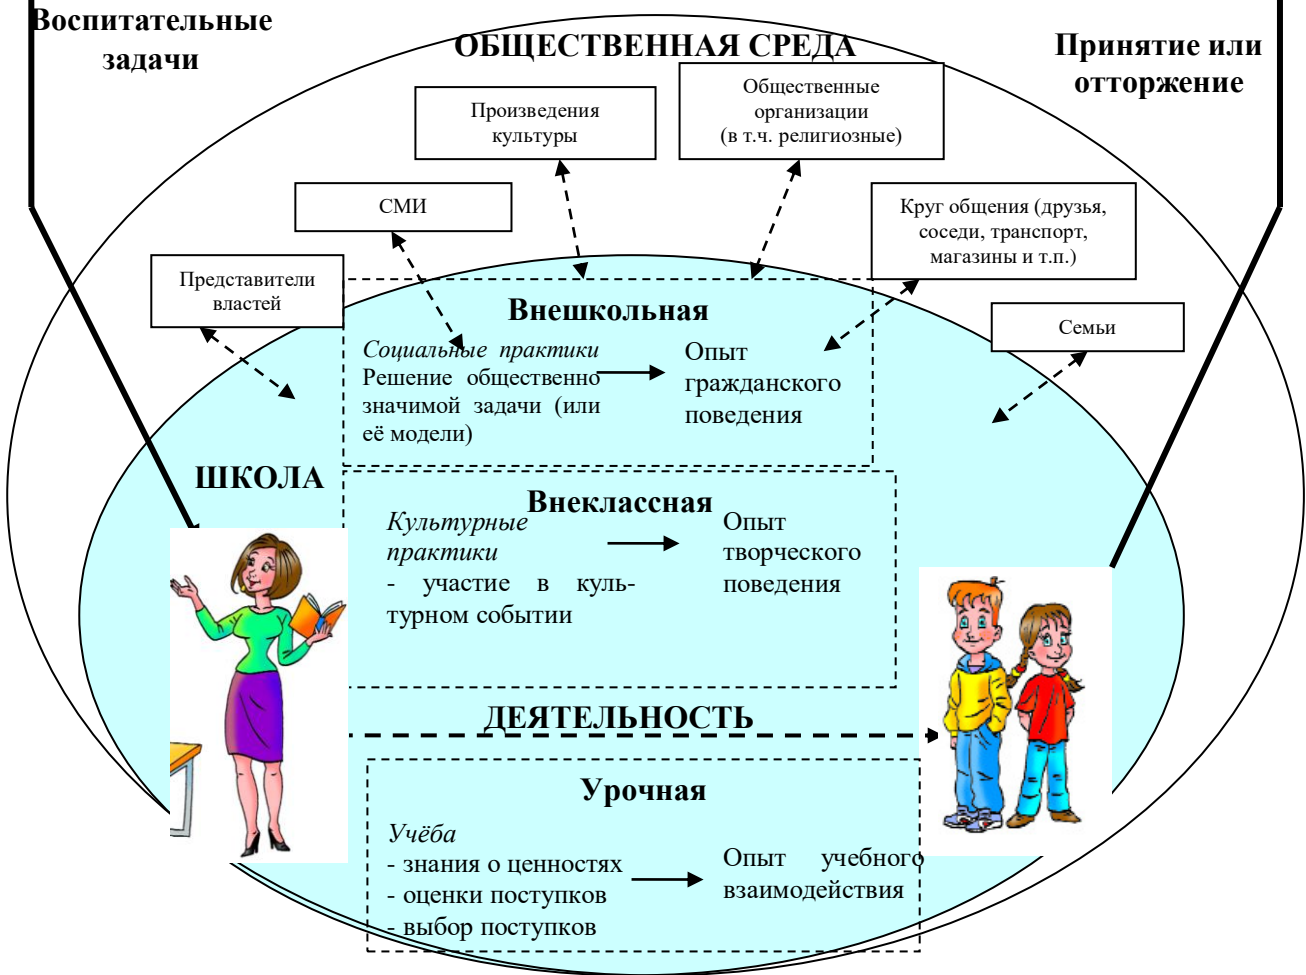 Воспитательные
задачи
ОБЩЕСТВЕННАЯ СРЕДА
Принятие или
отторжение
Произведения
культуры
Общественные
организации
(в т.ч. религиозные)
СМИ
Круг общения (друзья,
соседи, транспорт,
магазины и т.п.)
Представители
властей
Семьи
Внешкольная
Социальные практики
Решение общественно
значимой задачи (или
её модели)
Опыт
гражданского
поведения
ШКОЛА
Внеклассная
Культурные
практики
- участие в куль-
турном событии
Опыт
творческого
поведения
ДЕЯТЕЛЬНОСТЬ
Урочная
Учёба
- знания о ценностях
- оценки поступков
- выбор поступков
Опыт учебного
взаимодействия